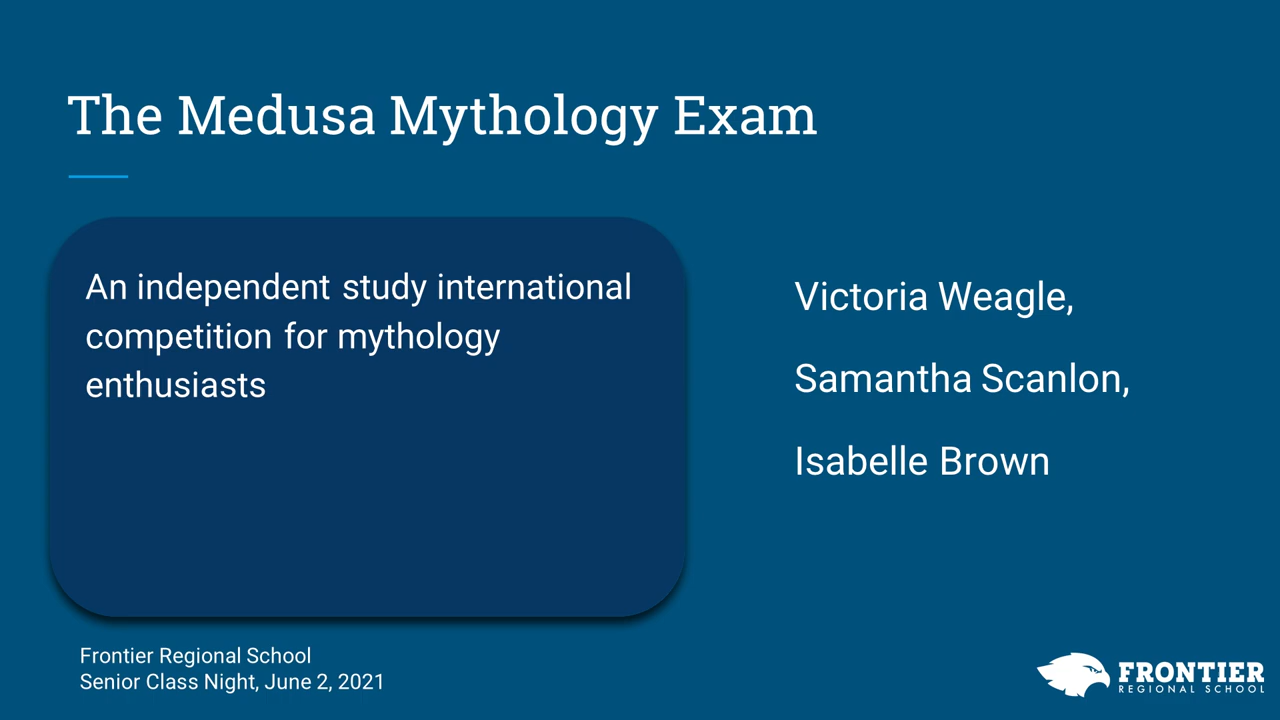 The Medusa Mythology Exam
An independent study international
competition for mythology
enthusiasts
Victoria Weagle,
Samantha Scanlon,
Isabelle Brown
Frontier Regional School
Senior Class Night, June 2, 2021
FRONTIER
REGIONAL SCHOOL